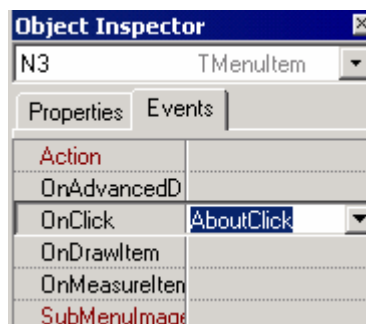 Object Inspector
N3 TMenuItem
Properties Events
Action
OnAdvancedD
OnClick AboutClick
OnDrawItem
OnMeasureIten
SubMenuImage